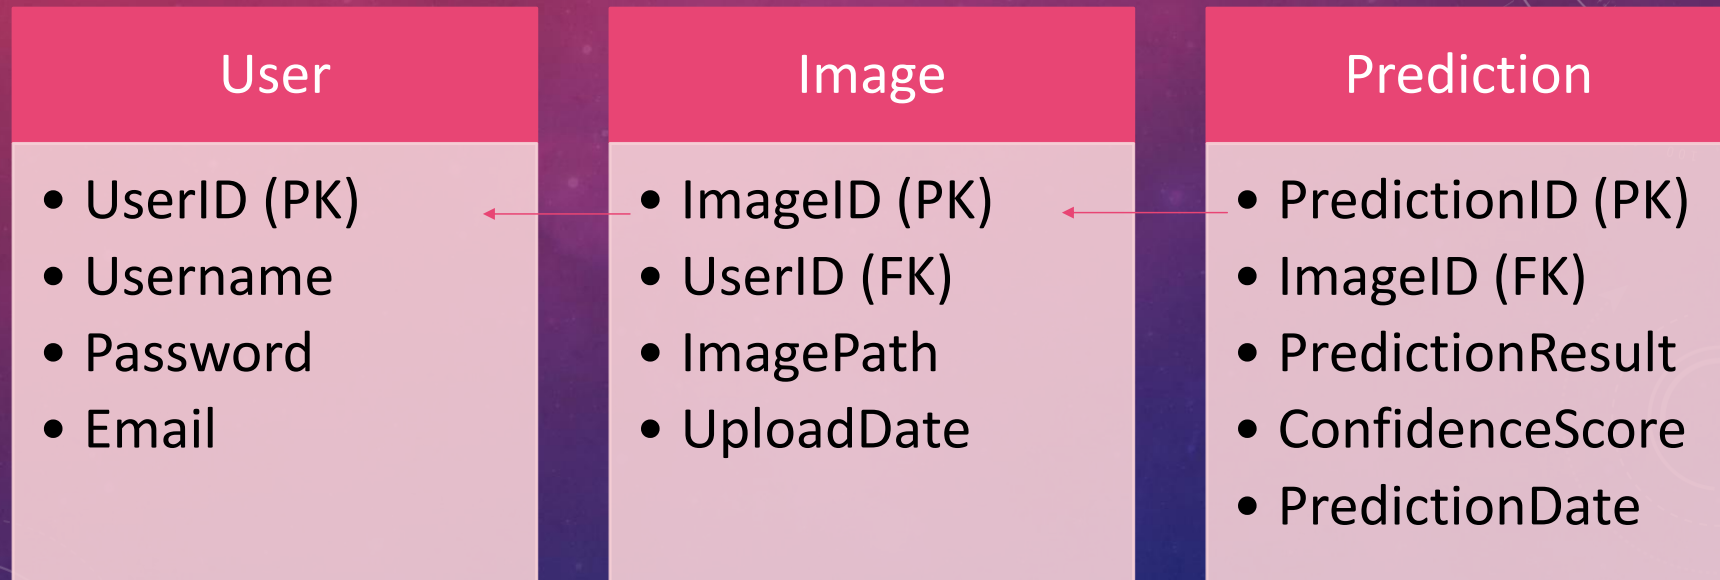 User
• UserID (PK)
• Username
• Password
• Email
Image
• ImageID (PK)
• UserID (FK)
• ImagePath
• UploadDate
Prediction
• PredictionID (PK)
• ImageID (FK)
• PredictionResult
• ConfidenceScore
• PredictionDate